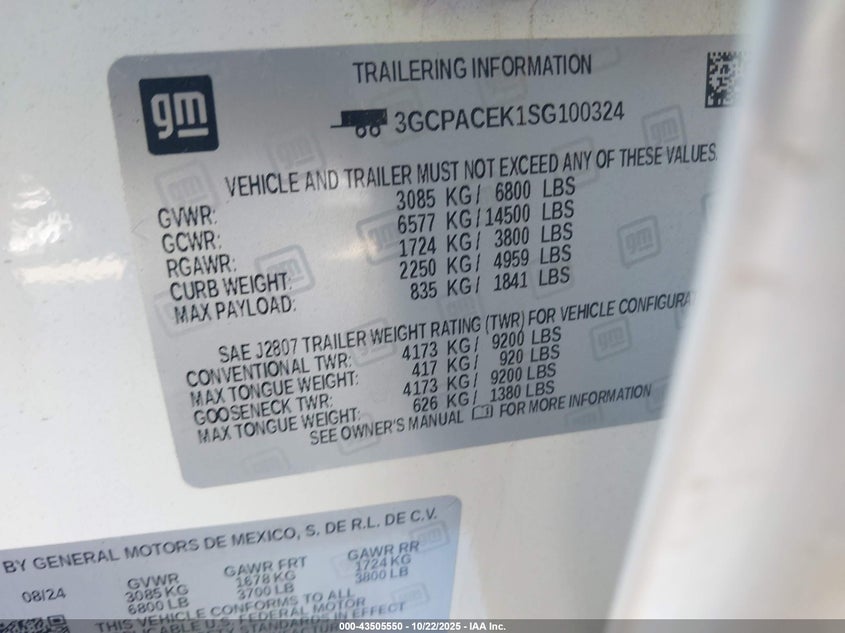 gm
TRAILERING INFORMATION
3GCPACEK1SG100324
VEHICLE AND TRAILER MUST NOT EXCEED ANY OF THESE VALUES.
GVWR: 3085 KG/ 6800 LBS
GCWR: 6577 KG/14500 LBS
RGAWR: 1724 KG/ 3800 LBS
CURB WEIGHT: 2250 KG/ 4959 LBS
MAX PAYLOAD: 835 KG/ 1841 LBS
SAE J2807 TRAILER WEIGHT RATING (TWR) FOR VEHICLE CONFIGURA
CONVENTIONAL TWR: 4173 KG/ 9200 LBS
MAX TONGUE WEIGHT: 417 KG/ 920 LBS
GOOSENECK TWR: 4173 KG/ 9200 LBS
MAX TONGUE WEIGHT: 626 KG/ 1380 LBS
SEE OWNER'S MANUAL FOR MORE INFORMATION
BY GENERAL MOTORS DE MEXICO, S. DE R.L. DE C.V.
08/24 GVWR GAWR FRT GAWR RR
3085 KG 1678 KG 1724 KG
6800 LB 3700 LB 3800 LB
THIS VEHICLE CONFORMS TO ALL
APPLICABLE U.S. FEDERAL MOTOR
IN EFFECT
000-43505550 - 10/22/2025 - IAA Inc.